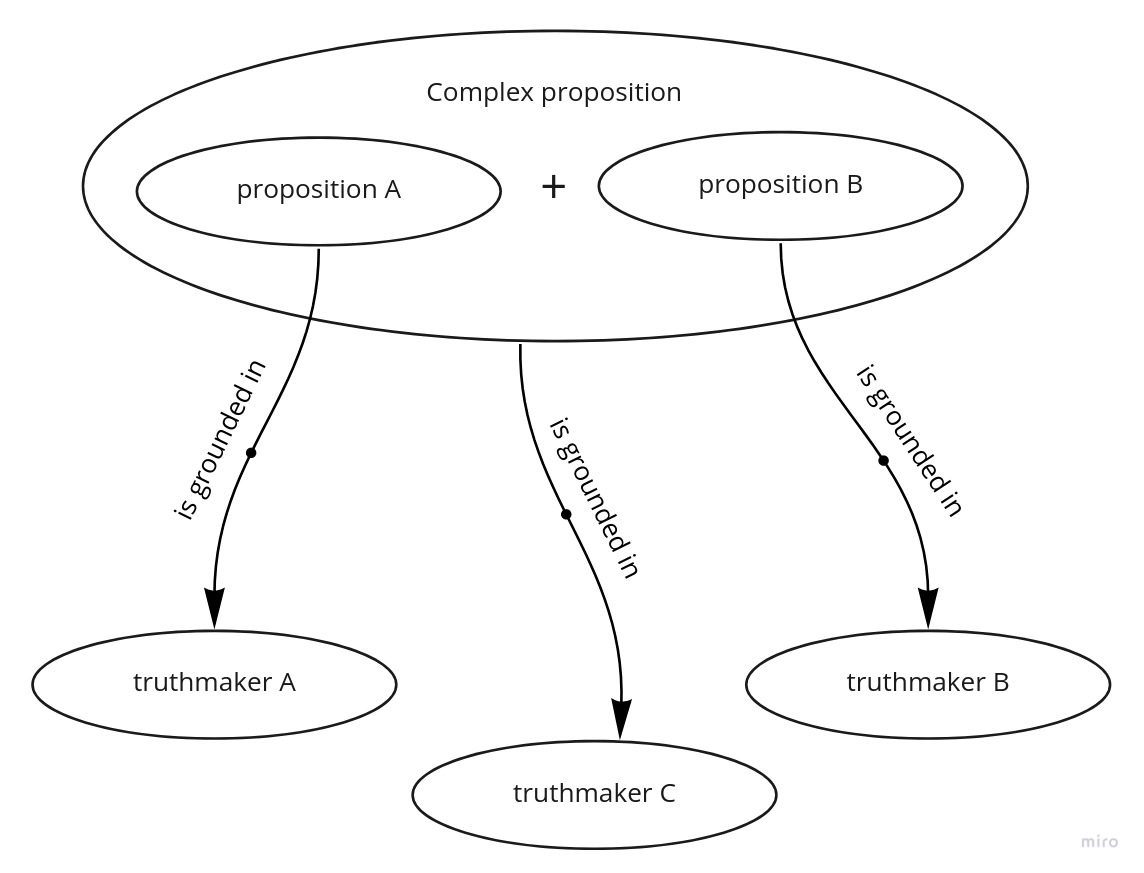 Complex proposition
proposition A
+
proposition B
is grounded in
is grounded in
is grounded in
truthmaker A
truthmaker B
truthmaker C
miro